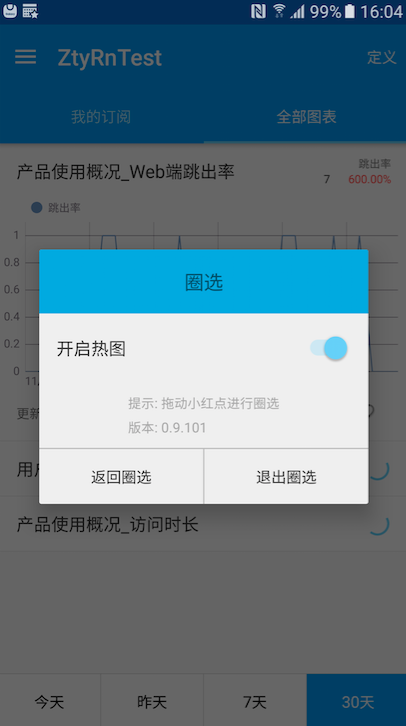 99% 16:04
ZtyRnTest 定义
我的订阅 全部图表
产品使用概况_Web端跳出率
跳出率
7 600.00%
跳出率
1
0.8
圈选
0.6
开启热图
0.4
0.2
0
11,
提示: 拖动小红点进行圈选
更新
版本: 0.9.101
用户
返回圈选 退出圈选
产品使用概况_访问时长
今天 昨天 7天 30天